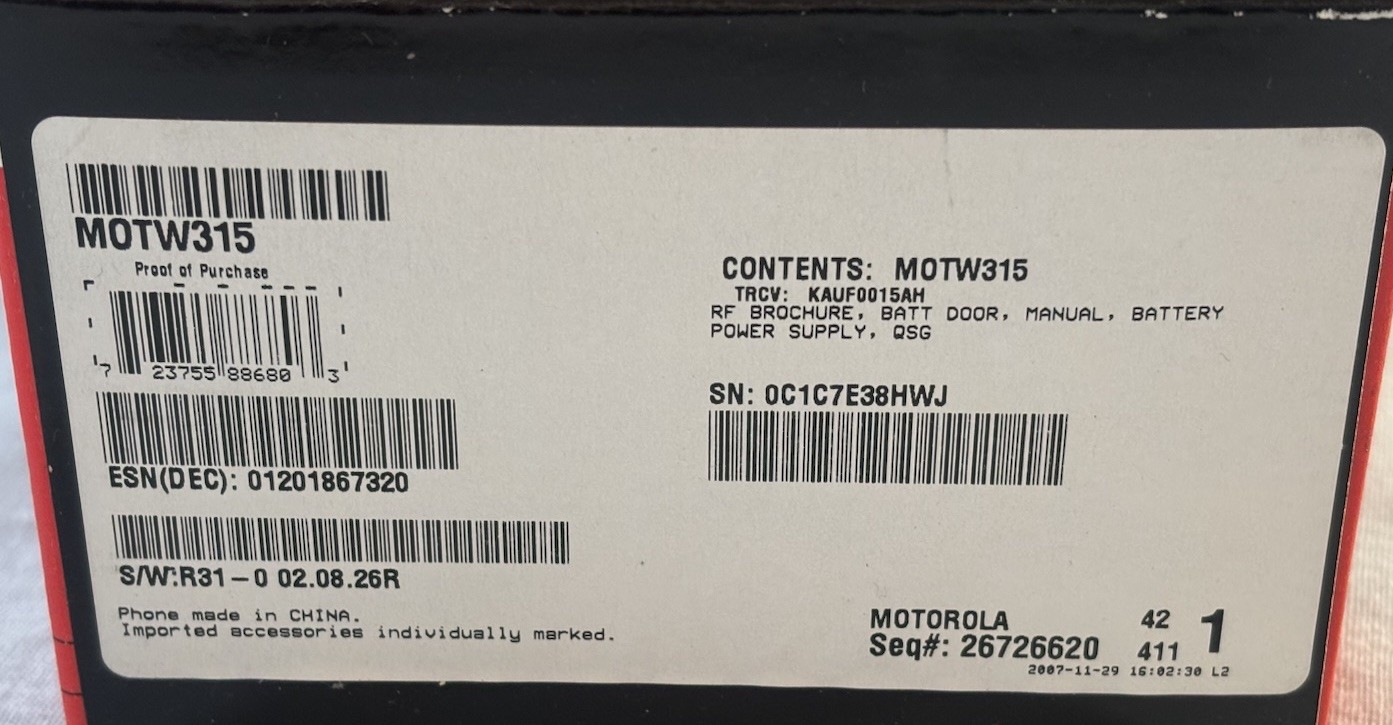 MOTW315
Proof of Purchase
7 23755 88680 3
ESN(DEC): 01201867320
S/W:R31-0 02.08.26R
Phone made in CHINA.
Imported accessories individually marked.
CONTENTS: MOTW315
TRCV: KAUF0015AH
RF BROCHURE, BATT DOOR, MANUAL, BATTERY
POWER SUPPLY, QSG
SN: 0C1C7E38HWJ
MOTOROLA 42 1
Seq#: 26726620 411
2007-11-29 16:02:30 L2